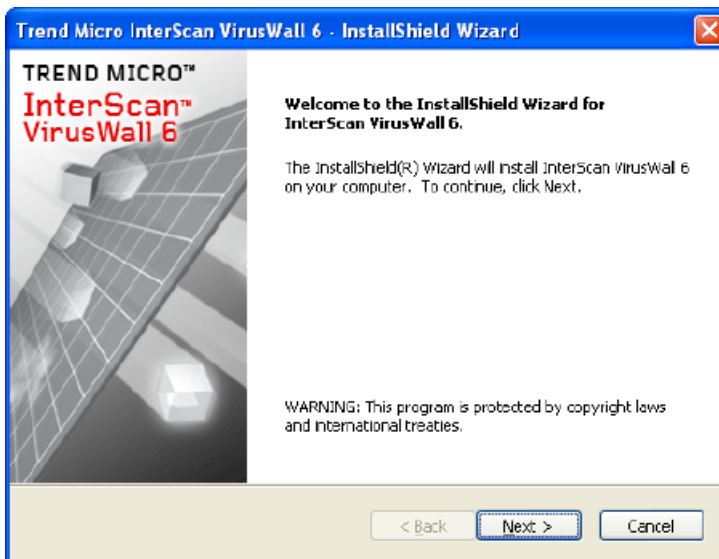 Trend Micro InterScan VirusWall 6 - InstallShield Wizard
TREND MICRO™
InterScan™
VirusWall 6
Welcome to the InstallShield Wizard for
InterScan VirusWall 6.
The InstallShield(R) Wizard will install InterScan VirusWall 6
on your computer. To continue, click Next.
WARNING: This program is protected by copyright laws
and international treaties.
< Back
Next >
Cancel